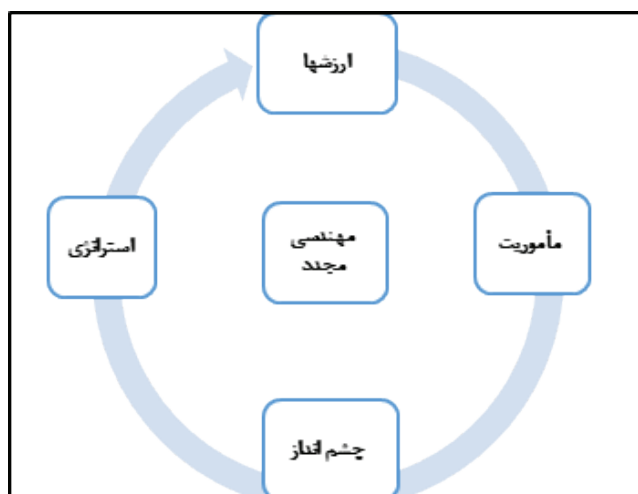 ارزشها
مأموریت
مهندسی
مجدد
استراتژی
چشم انداز